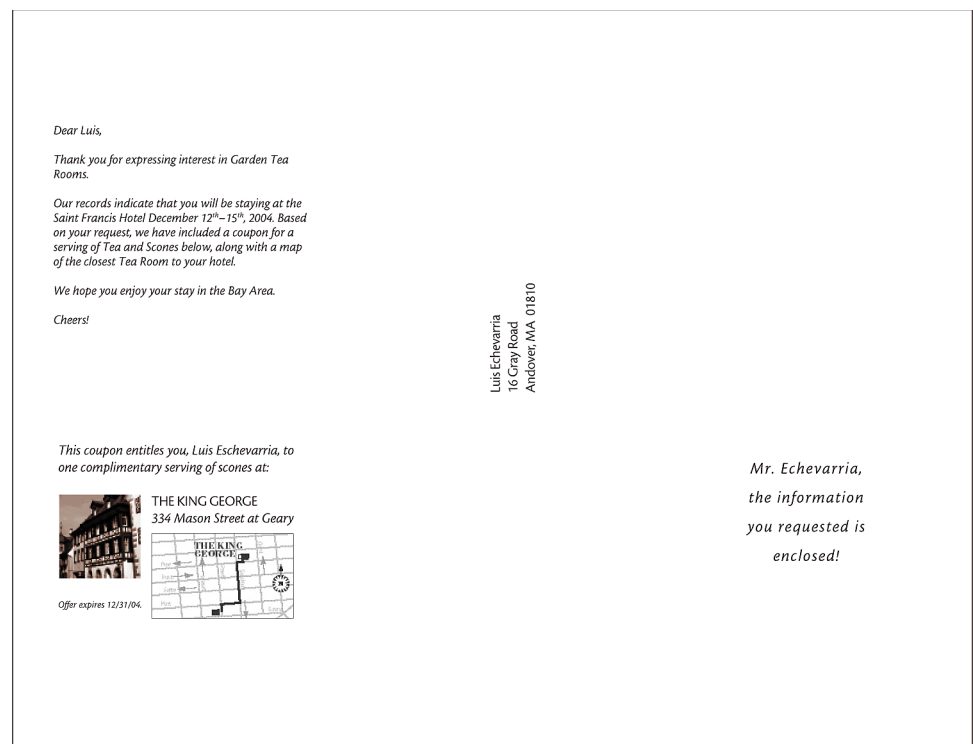 Dear Luis,
Thank you for expressing interest in Garden Tea
Rooms.
Our records indicate that you will be staying at the
Saint Francis Hotel December 12th–15th, 2004. Based
on your request, we have included a coupon for a
serving of Tea and Scones below, along with a map
of the closest Tea Room to your hotel.
We hope you enjoy your stay in the Bay Area.
Cheers!
This coupon entitles you, Luis Eschevarria, to
one complimentary serving of scones at:
THE KING GEORGE
334 Mason Street at Geary
THE KING
GEORGE
Offer expires 12/31/04.
Luis Echevarria
16 Gray Road
Andover, MA 01810
Mr. Echevarria,
the information
you requested is
enclosed!